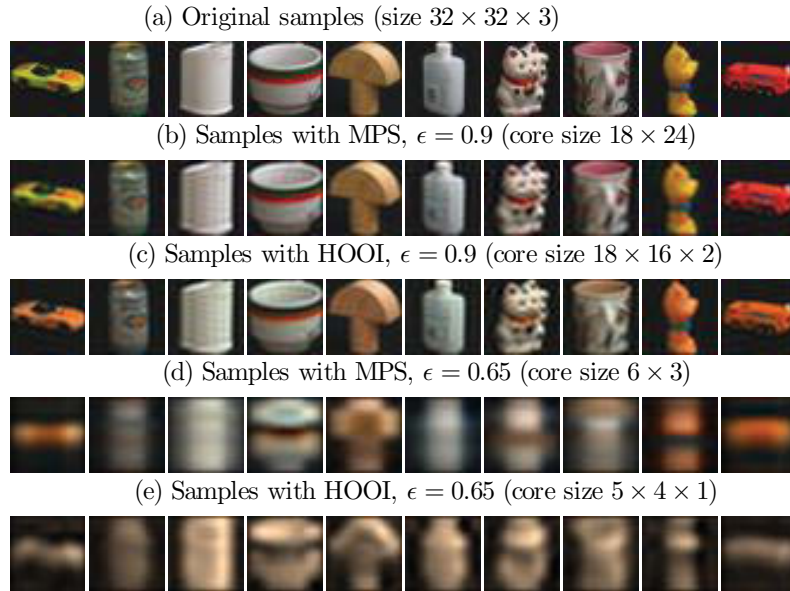 (a) Original samples (size 32 × 32 × 3)
(b) Samples with MPS, ϵ = 0.9 (core size 18 × 24)
(c) Samples with HOOI, ϵ = 0.9 (core size 18 × 16 × 2)
(d) Samples with MPS, ϵ = 0.65 (core size 6 × 3)
(e) Samples with HOOI, ϵ = 0.65 (core size 5 × 4 × 1)